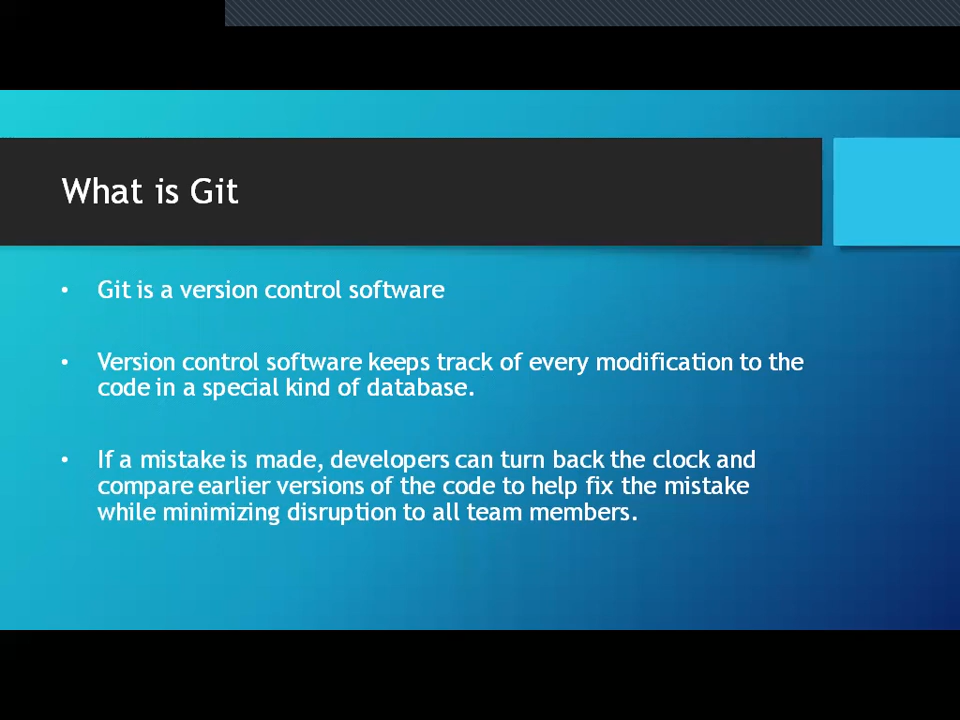 What is Git
• Git is a version control software
• Version control software keeps track of every modification to the
code in a special kind of database.
• If a mistake is made, developers can turn back the clock and
compare earlier versions of the code to help fix the mistake
while minimizing disruption to all team members.